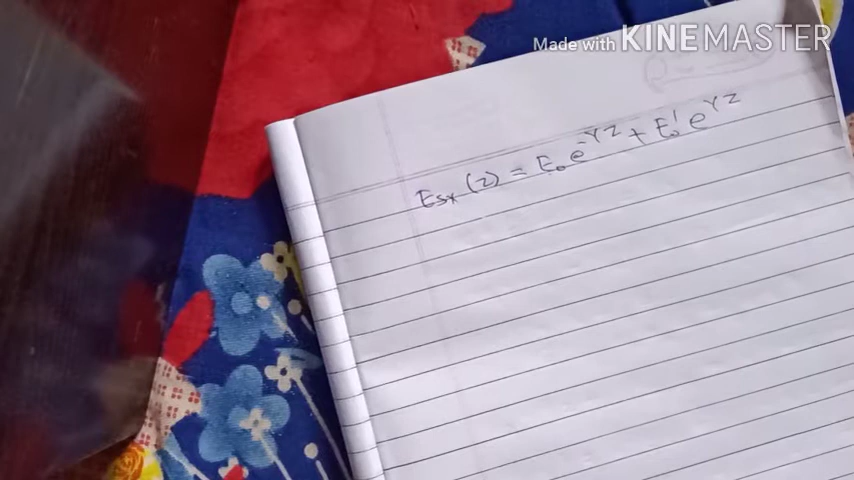 Made with KINEMASTER
Esx (z) = E₀ e^-γz + E₀' e^γz